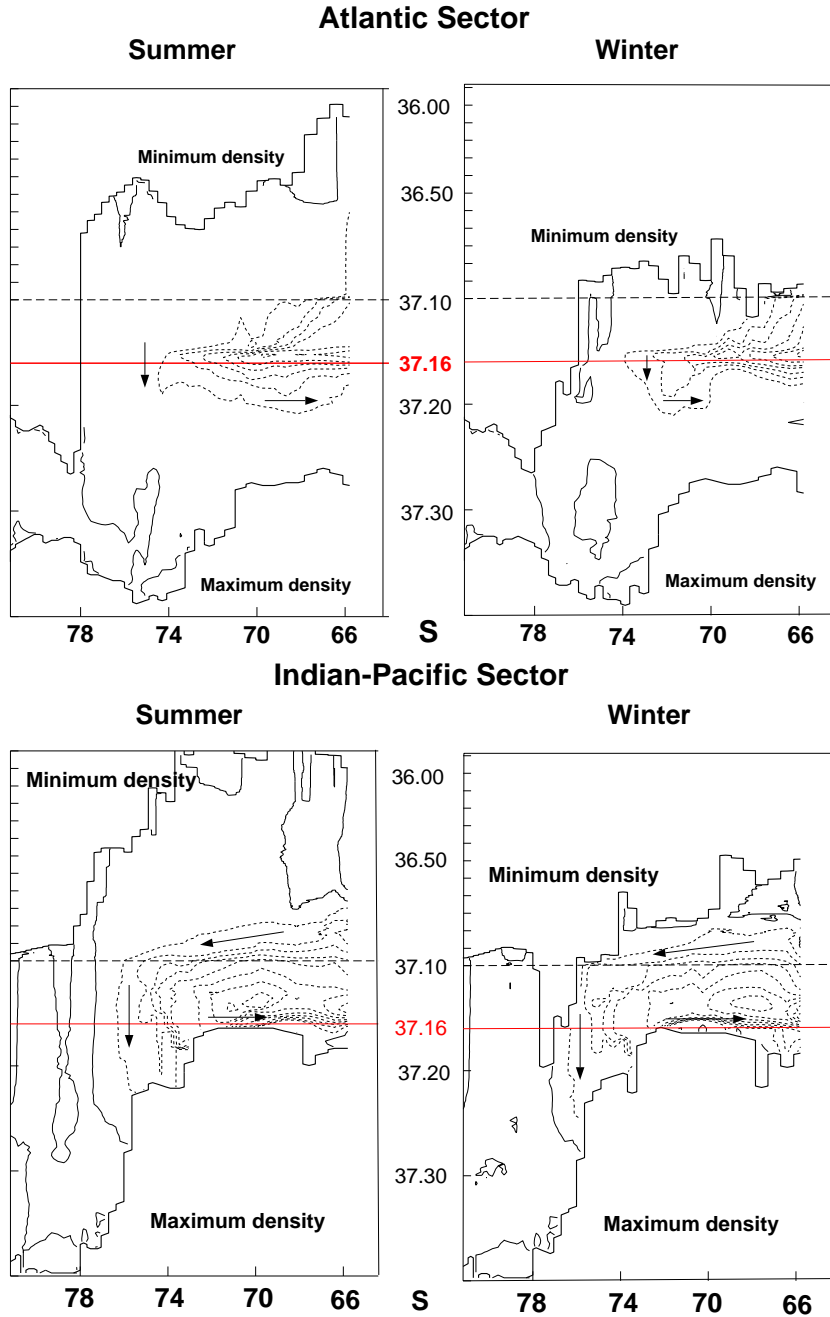 Atlantic Sector
Summer
Winter
Minimum density
Minimum density
36.00
36.50
37.10
37.16
37.20
37.30
Maximum density
Maximum density
78 74 70 66 S 78 74 70 66
Indian-Pacific Sector
Summer
Winter
Minimum density
Minimum density
36.00
36.50
37.10
37.16
37.20
37.30
Maximum density
Maximum density
78 74 70 66 S 78 74 70 66